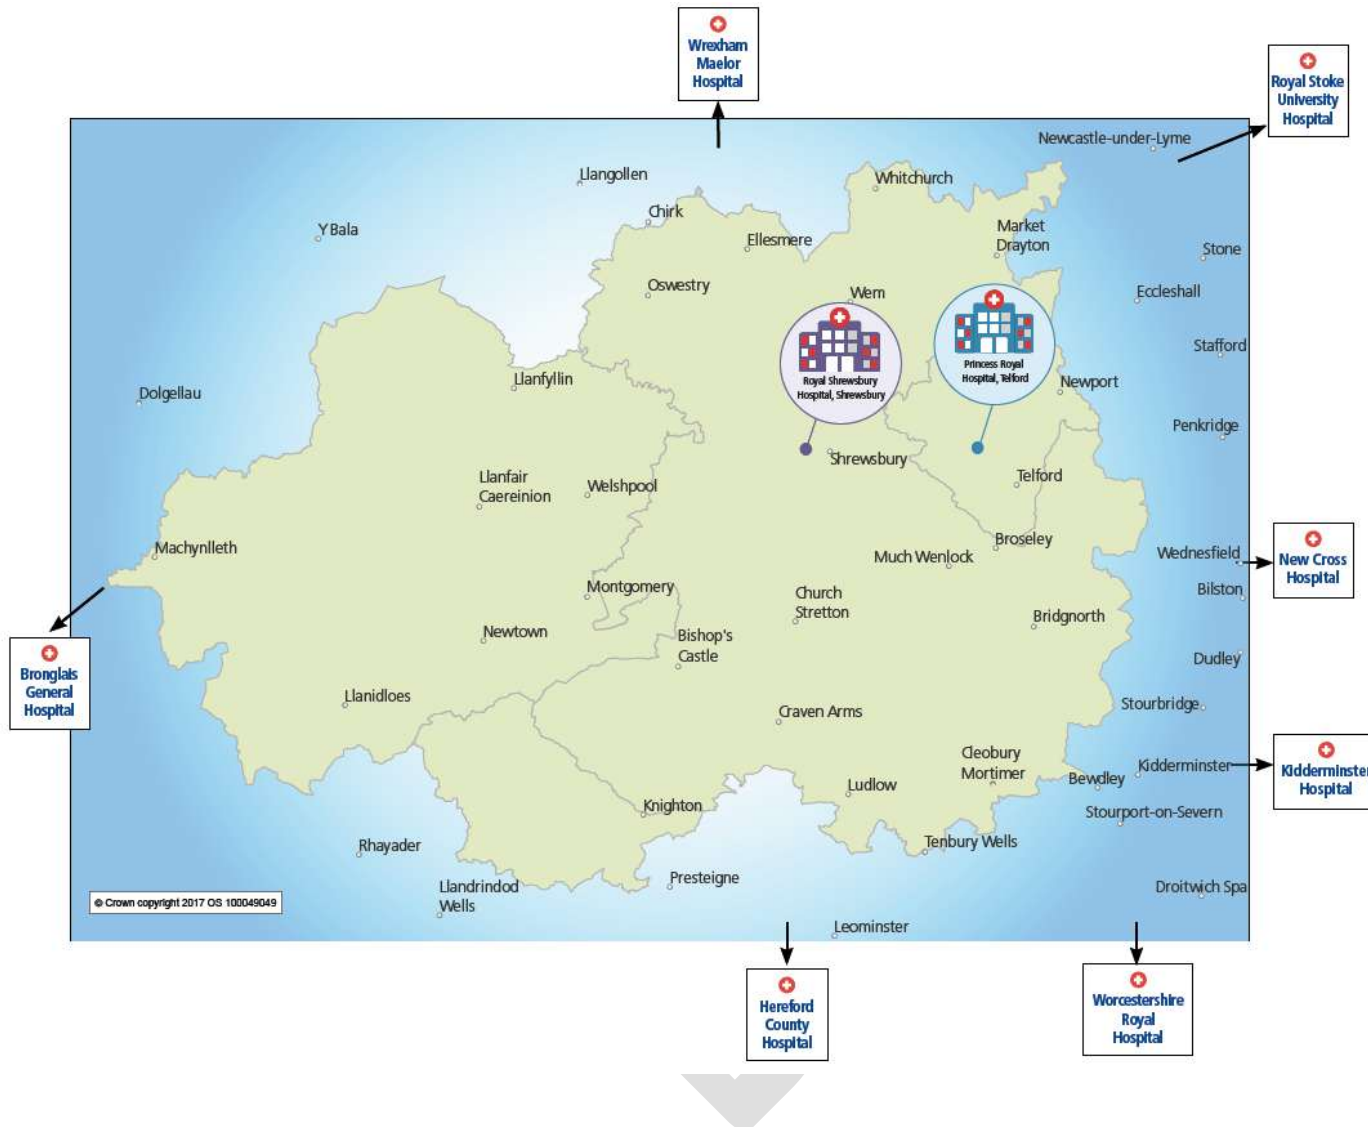 Wrexham
Maelor
Hospital
Royal Stoke
University
Hospital
Newcastle-under-Lyme
Llangollen
Whitchurch
Chirk
Y Bala
Ellesmere
Market
Drayton
Stone
Oswestry
Wem
Eccleshall
Stafford
Royal Shrewsbury
Hospital, Shrewsbury
Princess Royal
Hospital, Telford
Llanfyllin
Newport
Dolgellau
Penkridge
Shrewsbury
Llanfair
Caereinion
Welshpool
Telford
Machynlleth
Much Wenlock
Broseley
Wednesfield
New Cross
Hospital
Montgomery
Church
Stretton
Bilston
Bridgnorth
Newtown
Bishop's
Castle
Dudley
Bronglais
General
Hospital
Llanidloes
Craven Arms
Stourbridge
Cleobury
Mortimer
Kidderminster
Kidderminster
Hospital
Bewdley
Ludlow
Knighton
Stourport-on-Severn
Rhayader
Tenbury Wells
Llandrindod
Wells
Presteigne
Droitwich Spa
© Crown copyright 2017 OS 100049049
Leominster
Hereford
County
Hospital
Worcestershire
Royal
Hospital